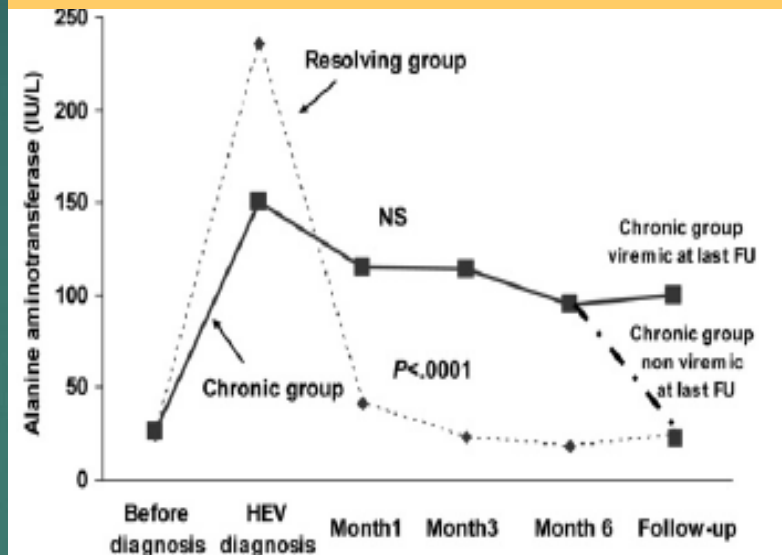 Alanine aminotransferase (IU/L)
250
200
150
100
50
0
Resolving group
NS
Chronic group
viremic at last FU
Chronic group
P<.0001
Chronic group
non viremic
at last FU
Before
diagnosis
HEV
diagnosis
Month1
Month3
Month 6
Follow-up